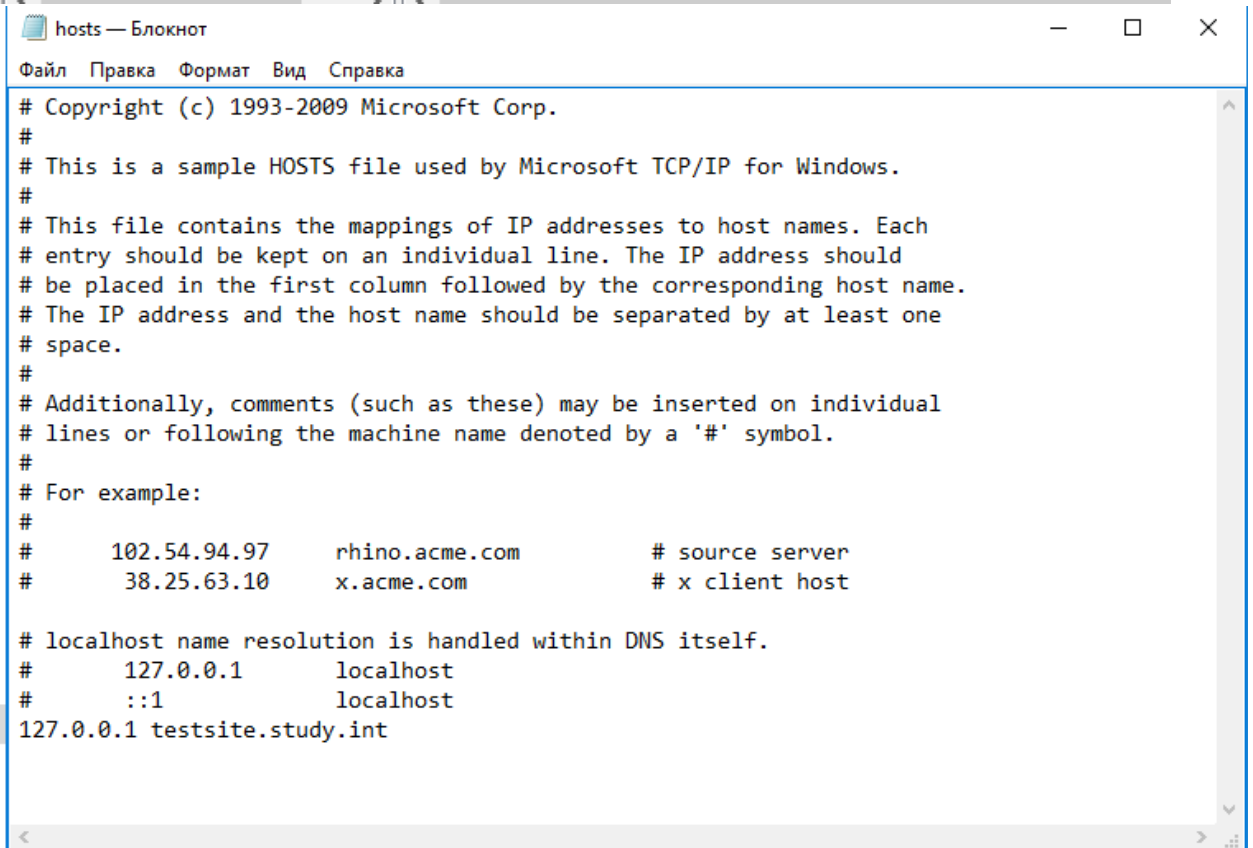 hosts — Блокнот
Файл Правка Формат Вид Справка
# Copyright (c) 1993-2009 Microsoft Corp.
#
# This is a sample HOSTS file used by Microsoft TCP/IP for Windows.
#
# This file contains the mappings of IP addresses to host names. Each
# entry should be kept on an individual line. The IP address should
# be placed in the first column followed by the corresponding host name.
# The IP address and the host name should be separated by at least one
# space.
#
# Additionally, comments (such as these) may be inserted on individual
# lines or following the machine name denoted by a '#' symbol.
#
# For example:
#
#      102.54.94.97     rhino.acme.com          # source server
#       38.25.63.10     x.acme.com              # x client host

# localhost name resolution is handled within DNS itself.
#       127.0.0.1       localhost
#       ::1             localhost
127.0.0.1 testsite.study.int